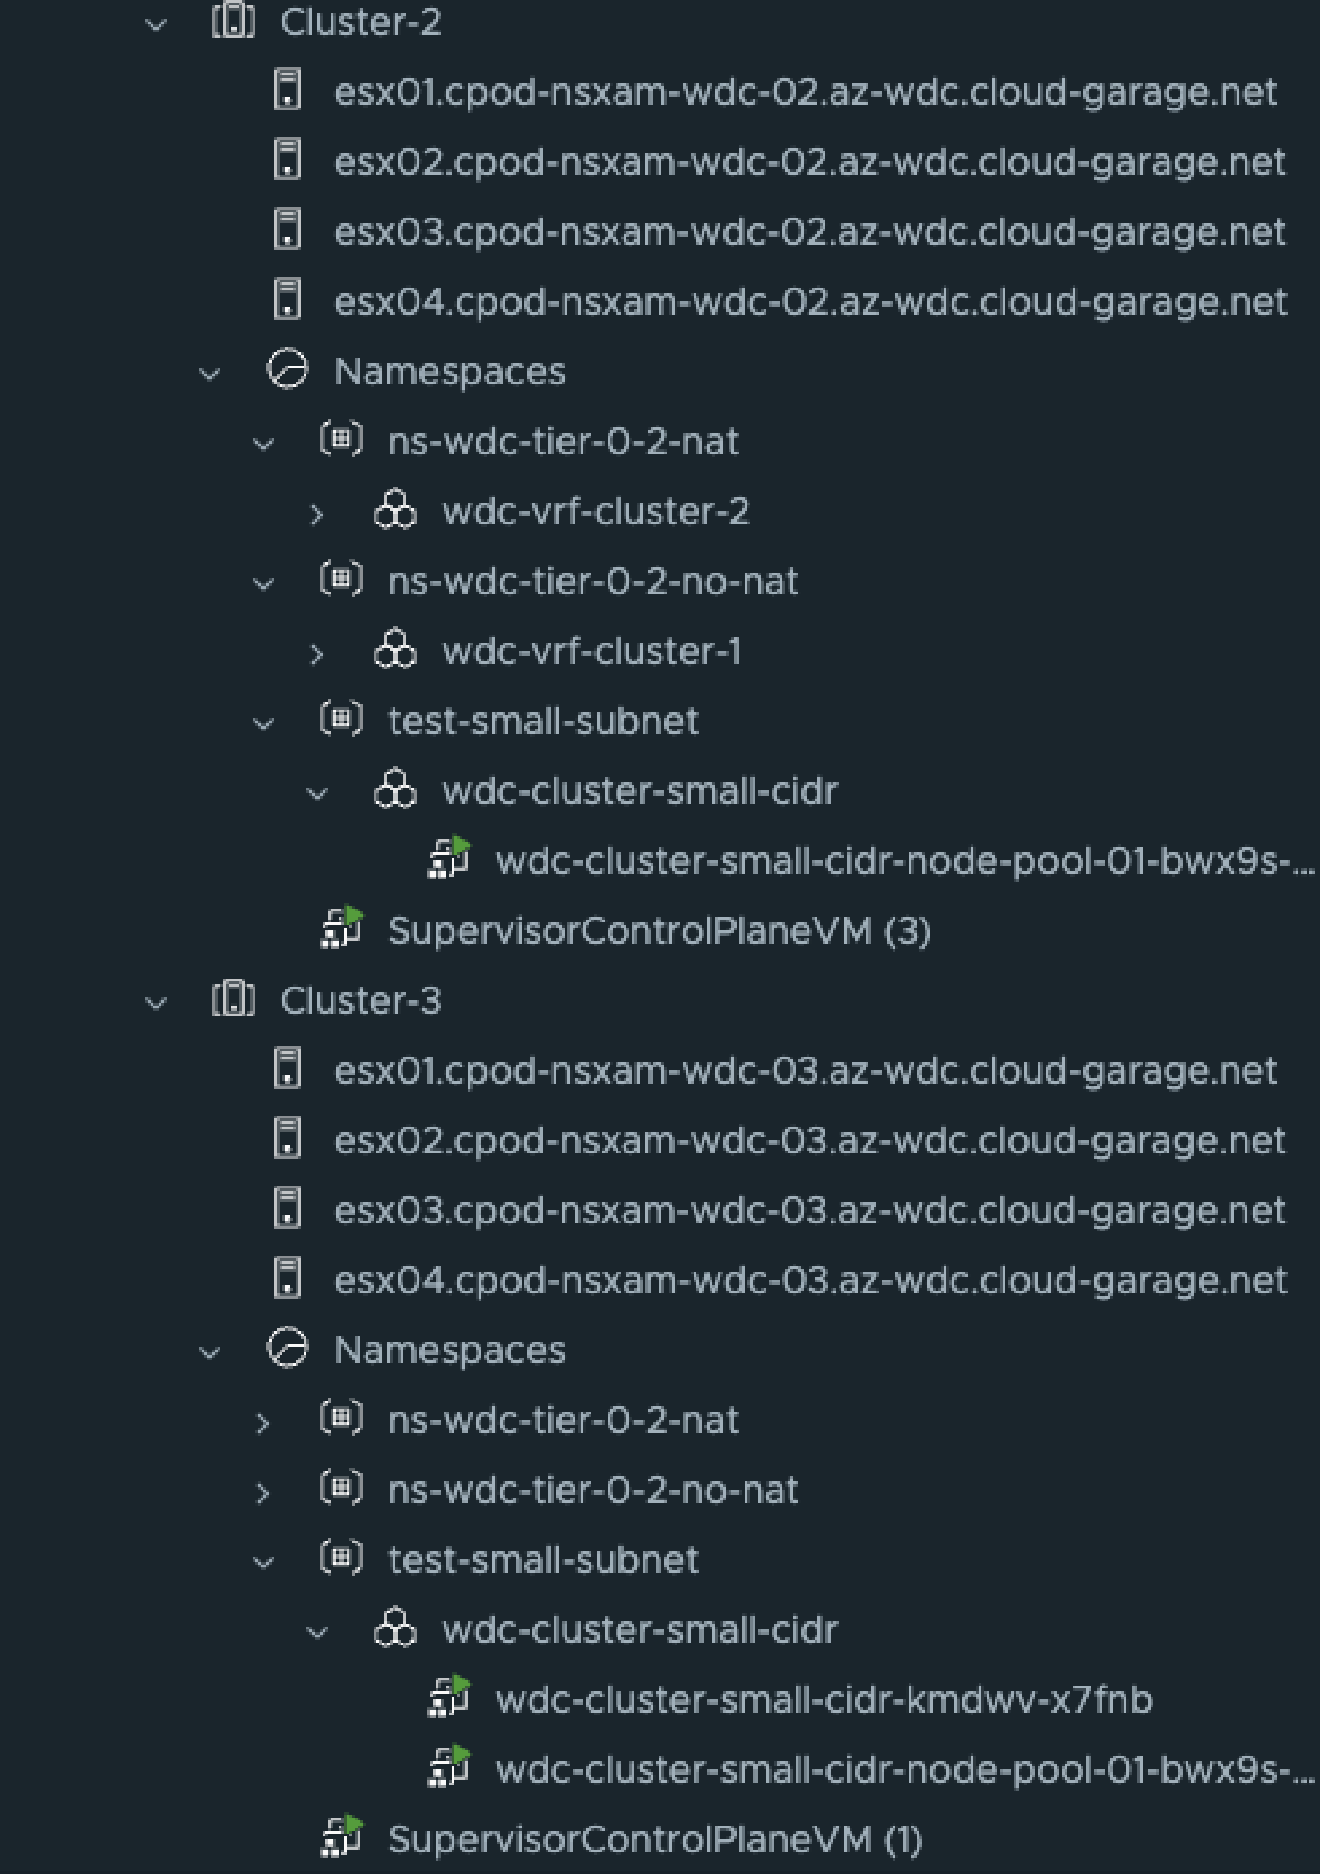 Cluster-2
esx01.cpod-nsxam-wdc-02.az-wdc.cloud-garage.net
esx02.cpod-nsxam-wdc-02.az-wdc.cloud-garage.net
esx03.cpod-nsxam-wdc-02.az-wdc.cloud-garage.net
esx04.cpod-nsxam-wdc-02.az-wdc.cloud-garage.net
Namespaces
ns-wdc-tier-0-2-nat
wdc-vrf-cluster-2
ns-wdc-tier-0-2-no-nat
wdc-vrf-cluster-1
test-small-subnet
wdc-cluster-small-cidr
wdc-cluster-small-cidr-node-pool-01-bwx9s-...
SupervisorControlPlaneVM (3)
Cluster-3
esx01.cpod-nsxam-wdc-03.az-wdc.cloud-garage.net
esx02.cpod-nsxam-wdc-03.az-wdc.cloud-garage.net
esx03.cpod-nsxam-wdc-03.az-wdc.cloud-garage.net
esx04.cpod-nsxam-wdc-03.az-wdc.cloud-garage.net
Namespaces
ns-wdc-tier-0-2-nat
ns-wdc-tier-0-2-no-nat
test-small-subnet
wdc-cluster-small-cidr
wdc-cluster-small-cidr-kmdwv-x7fnb
wdc-cluster-small-cidr-node-pool-01-bwx9s-...
SupervisorControlPlaneVM (1)